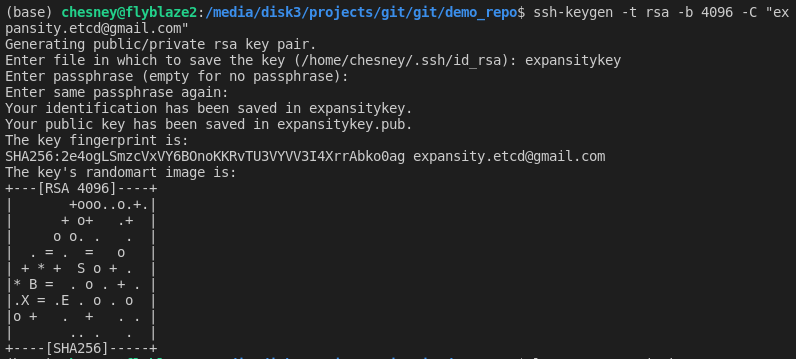 (base) chesney@flyblaze2:/media/disk3/projects/git/git/demo_repo$ ssh-keygen -t rsa -b 4096 -C "ex
pansity.etcd@gmail.com"
Generating public/private rsa key pair.
Enter file in which to save the key (/home/chesney/.ssh/id_rsa): expansitykey
Enter passphrase (empty for no passphrase):
Enter same passphrase again:
Your identification has been saved in expansitykey.
Your public key has been saved in expansitykey.pub.
The key fingerprint is:
SHA256:2e4ogLSmzcVxVY6BOnoKKRvTU3VYVV3I4XrrAbko0ag expansity.etcd@gmail.com
The key's randomart image is:
+---[RSA 4096]----+
|       +ooo..o.+.|
|      + o+   .+  |
|     o o. .   .  |
|  . = .  =   o   |
| + * +  S o + .  |
|* B =  . o . + . |
|.X = .E . o . o  |
|o +   .  +   . . |
|       .. .   .  |
+----[SHA256]-----+